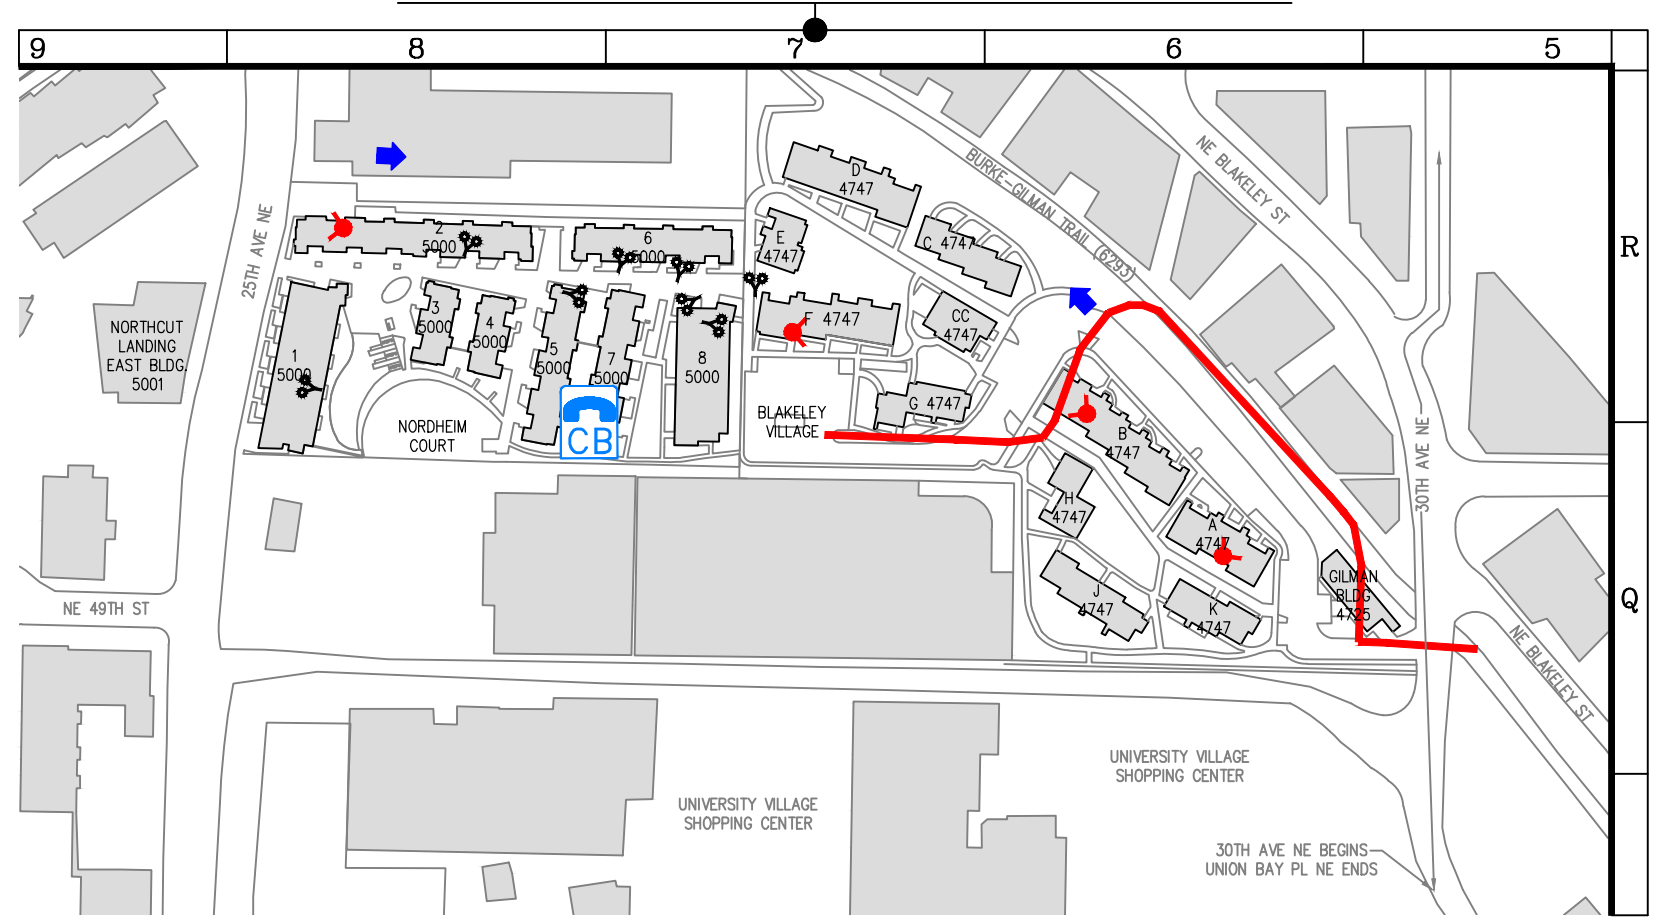 9 8 7 6 5
R
Q
25TH AVE NE
NORTHCUT
LANDING
EAST BLDG.
5001
1
5000
2
5000
3
5000
4
5000
5
5000
6
5000
7
5000
8
5000
CB
NORDHEIM
COURT
BLAKELEY
VILLAGE
D
4747
E
4747
C 4747
CC
4747
F 4747
G 4747
B
4747
H
4747
A
4747
J
4747
K
4747
GILMAN
BLDG
4725
BURKE-GILMAN TRAIL (6293)
NE BLAKELEY ST
30TH AVE NE
NE BLAKELEY ST
NE 49TH ST
UNIVERSITY VILLAGE
SHOPPING CENTER
UNIVERSITY VILLAGE
SHOPPING CENTER
30TH AVE NE BEGINS
UNION BAY PL NE ENDS